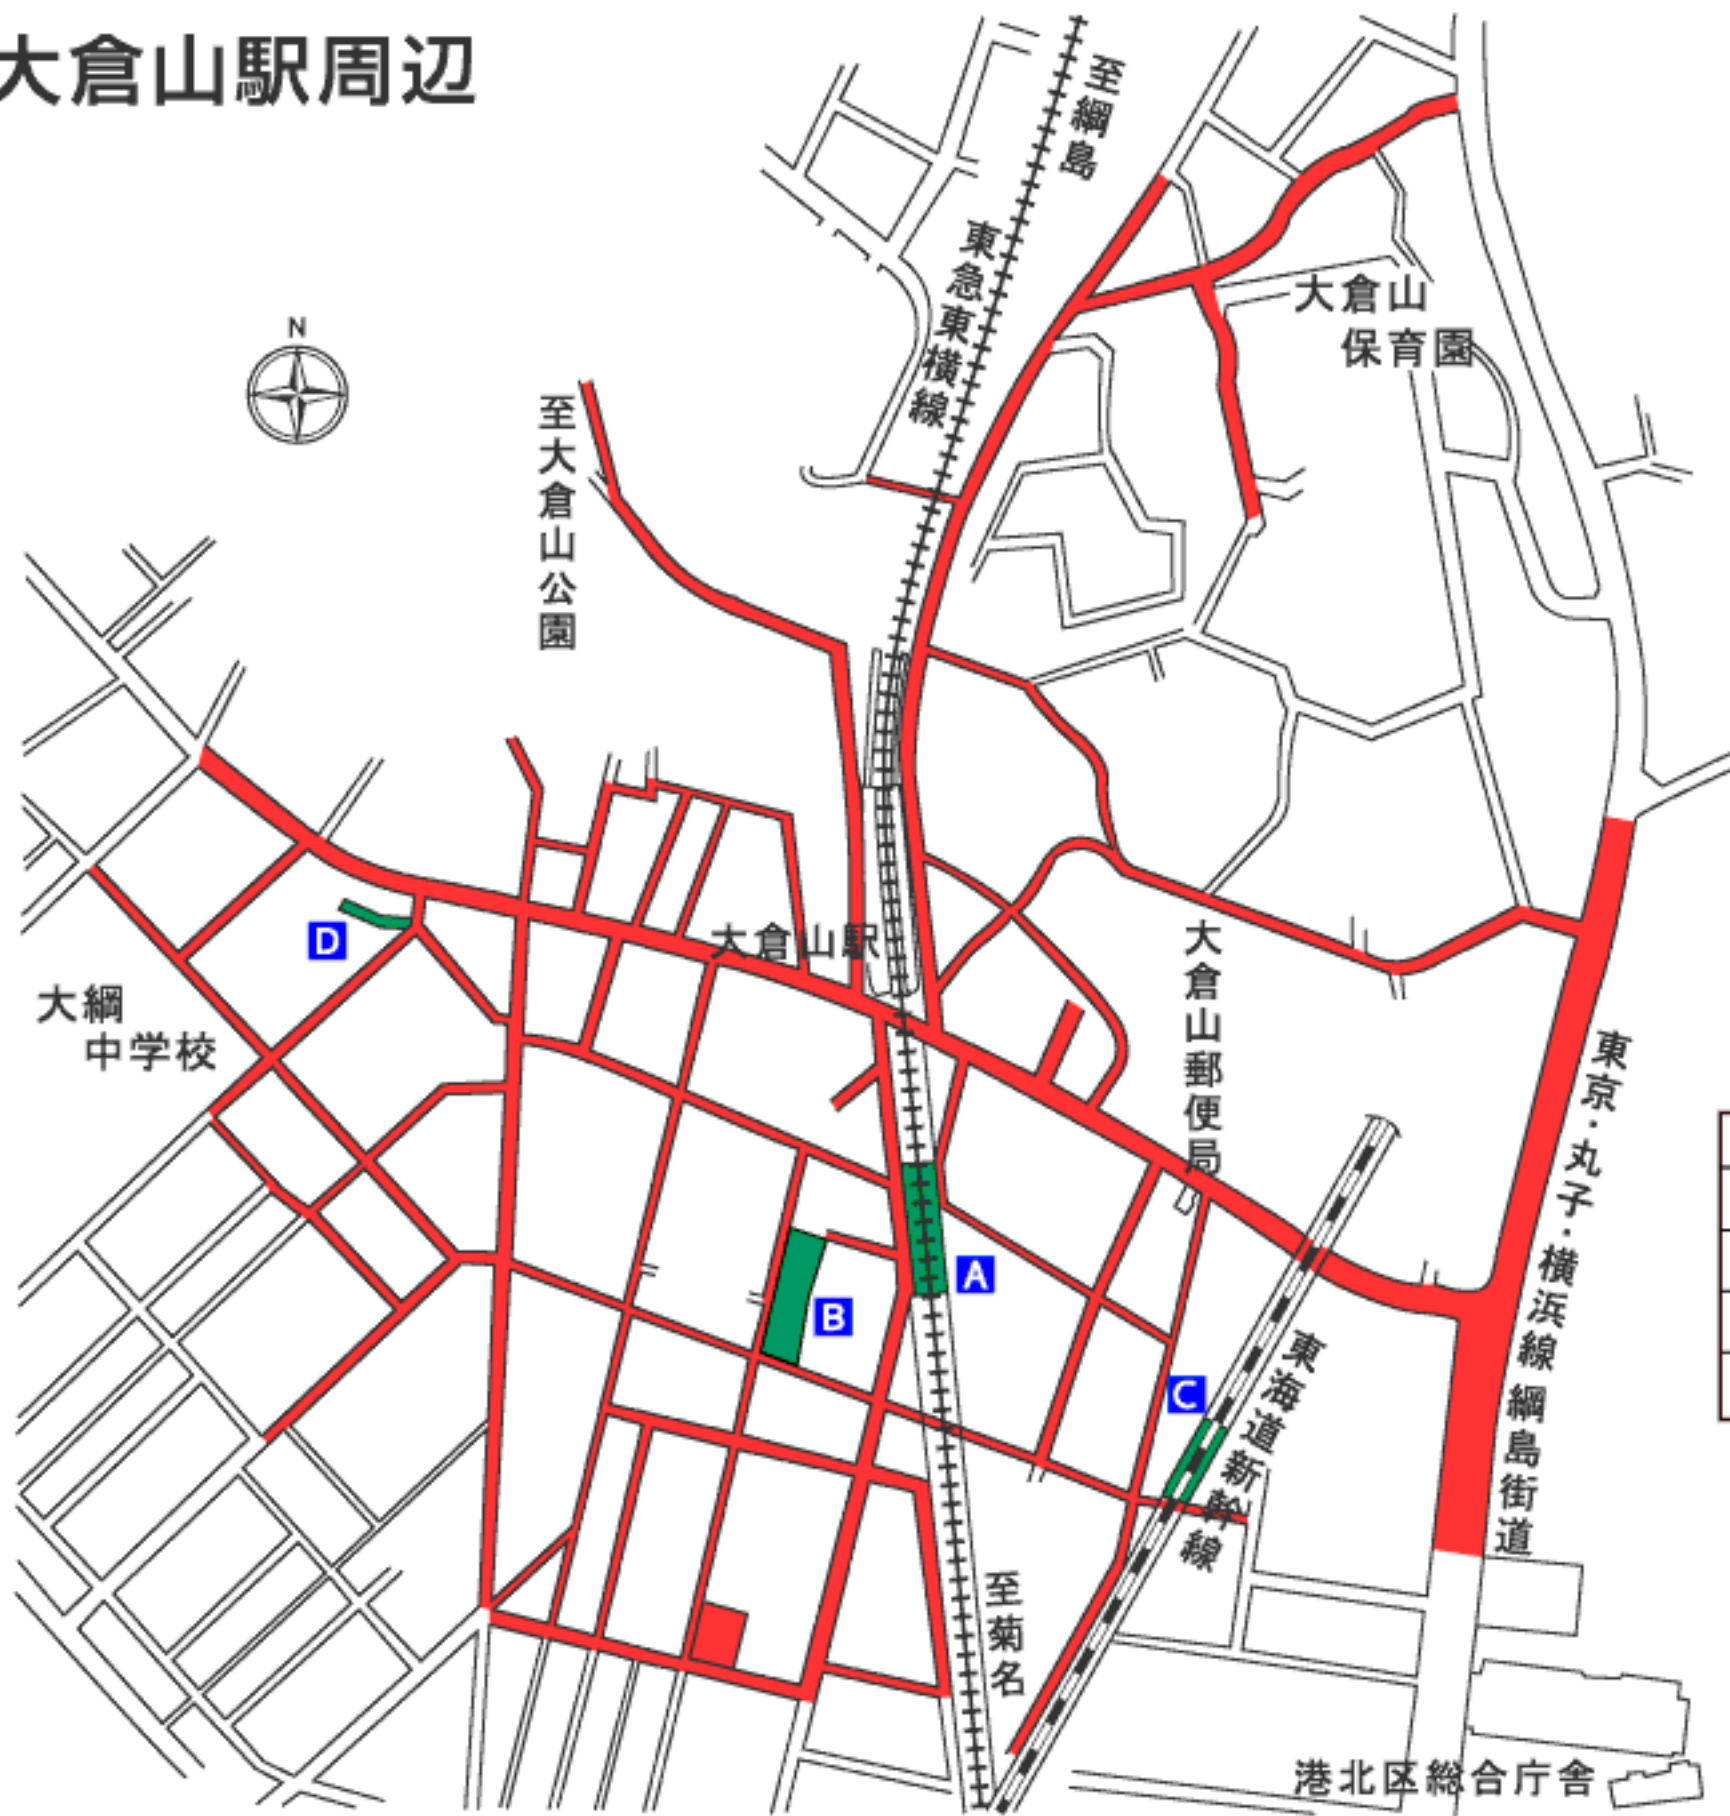 大倉山駅周辺
至綱島
東急東横線
N
至大倉山公園
大倉山
保育園
大倉山駅
D
大綱
中学校
大倉山郵便局
東京・丸子・横浜線 綱島街道
A
B
C
東海道新幹線
至菊名
港北区総合庁舎